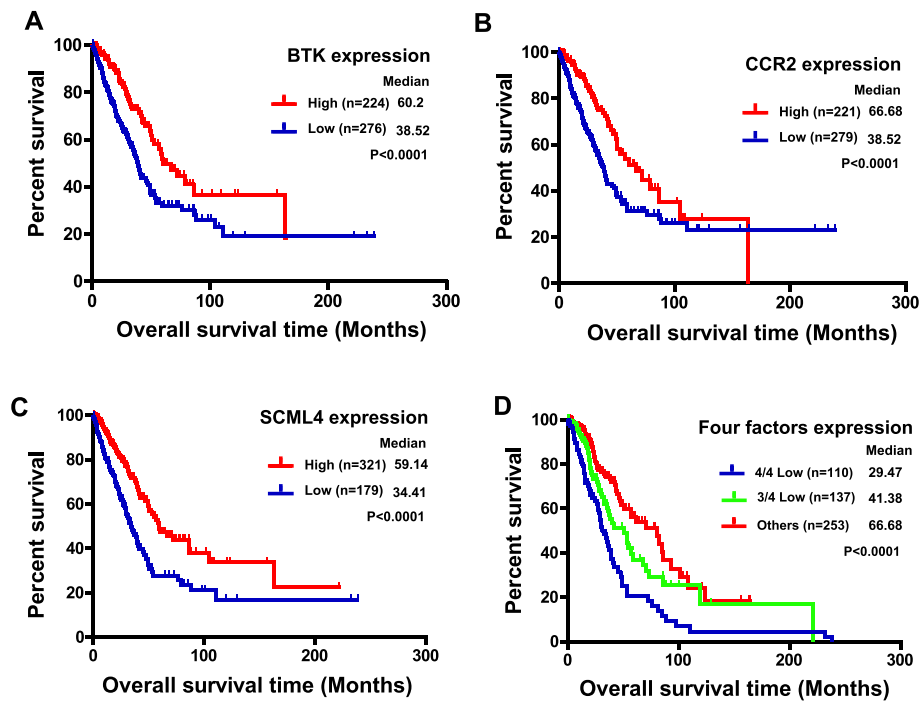 A
BTK expression
Median
High (n=224) 60.2
Low (n=276) 38.52
P<0.0001
Percent survival
100
80
60
40
20
0
0 100 200 300
Overall survival time (Months)
B
CCR2 expression
Median
High (n=221) 66.68
Low (n=279) 38.52
P<0.0001
Percent survival
100
80
60
40
20
0
0 100 200 300
Overall survival time (Months)
C
SCML4 expression
Median
High (n=321) 59.14
Low (n=179) 34.41
P<0.0001
Percent survival
100
80
60
40
20
0
0 100 200 300
Overall survival time (Months)
D
Four factors expression
Median
4/4 Low (n=110) 29.47
3/4 Low (n=137) 41.38
Others (n=253) 66.68
P<0.0001
Percent survival
100
80
60
40
20
0
0 100 200 300
Overall survival time (Months)